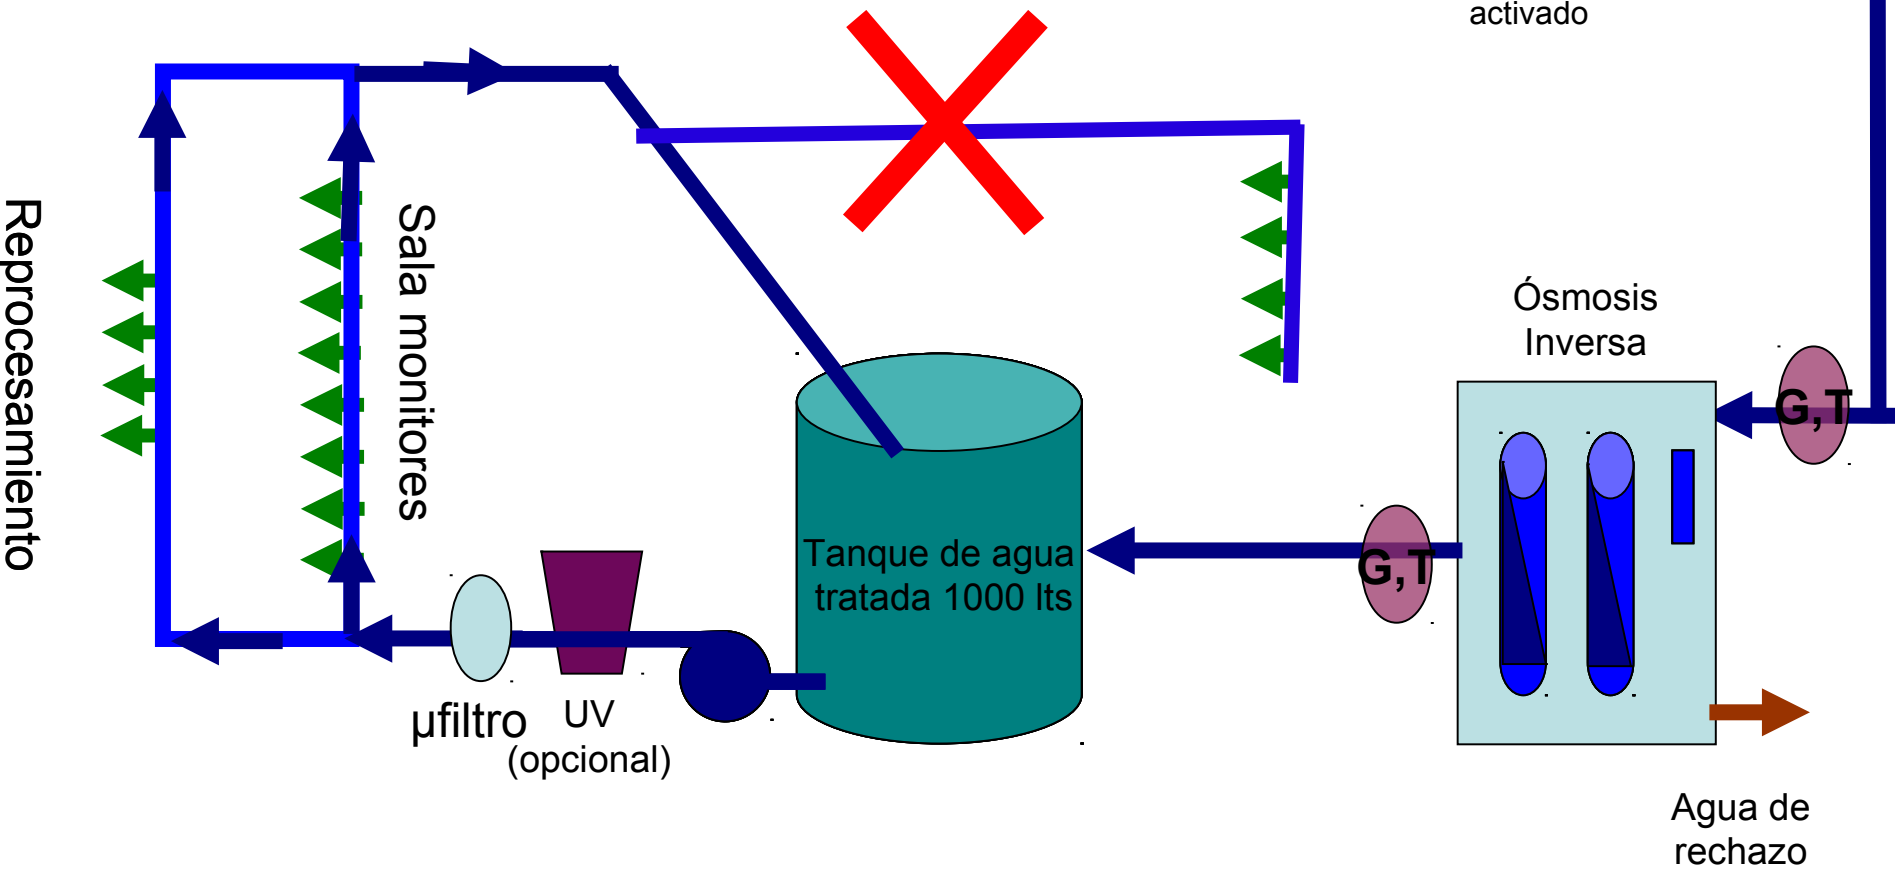 activado
Reprocesamiento
Sala monitores
Ósmosis
Inversa
G,T
G,T
Tanque de agua
tratada 1000 lts
µfiltro
UV
(opcional)
Agua de
rechazo